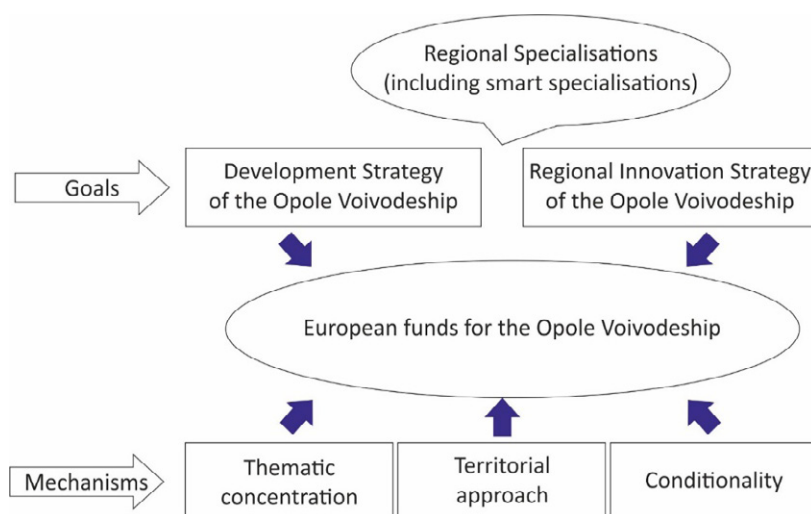 Regional Specialisations
(including smart specialisations)
Goals
Development Strategy
of the Opole Voivodeship
Regional Innovation Strategy
of the Opole Voivodeship
European funds for the Opole Voivodeship
Mechanisms
Thematic
concentration
Territorial
approach
Conditionality